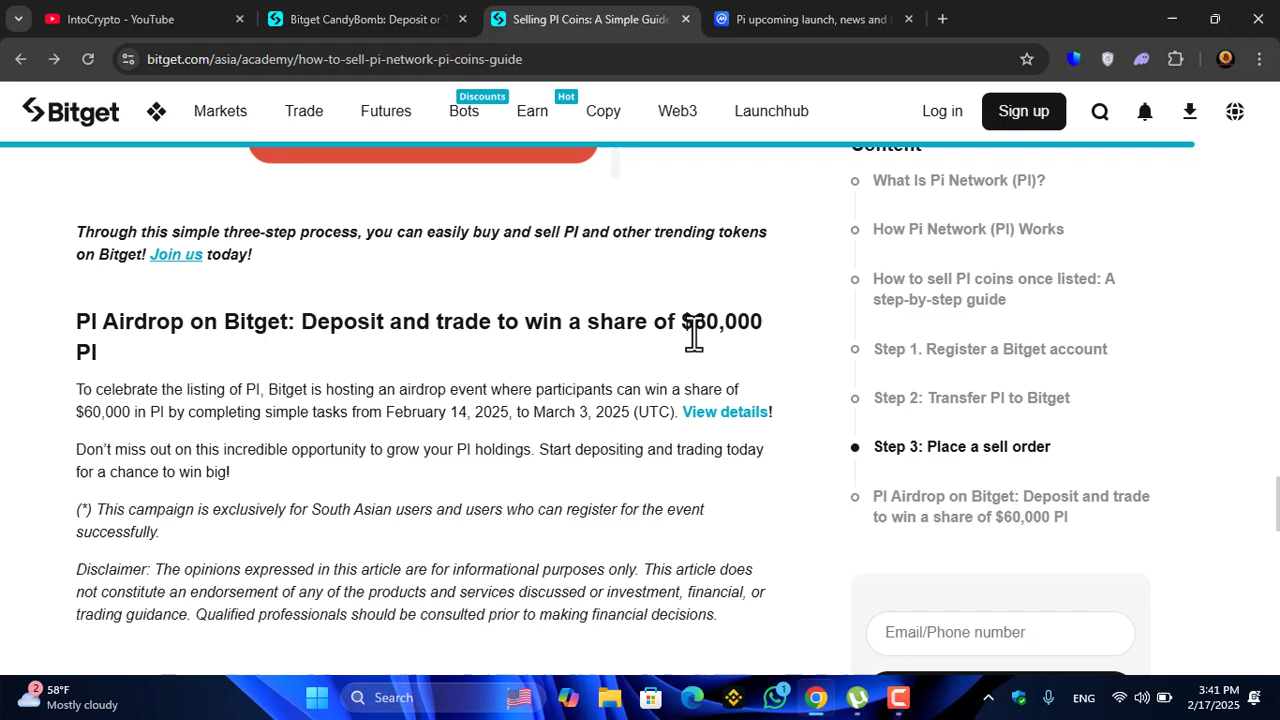 IntoCrypto - YouTube
Bitget CandyBomb: Deposit or T
Selling PI Coins: A Simple Guide
Pi upcoming launch, news and
bitget.com/asia/academy/how-to-sell-pi-network-pi-coins-guide
Bitget
Markets
Trade
Futures
Discounts
Bots
Hot
Earn
Copy
Web3
Launchhub
Log in
Sign up
Through this simple three-step process, you can easily buy and sell PI and other trending tokens
on Bitget! Join us today!
PI Airdrop on Bitget: Deposit and trade to win a share of $60,000
PI
To celebrate the listing of PI, Bitget is hosting an airdrop event where participants can win a share of
$60,000 in PI by completing simple tasks from February 14, 2025, to March 3, 2025 (UTC). View details!
Don’t miss out on this incredible opportunity to grow your PI holdings. Start depositing and trading today
for a chance to win big!
(*) This campaign is exclusively for South Asian users and users who can register for the event
successfully.
Disclaimer: The opinions expressed in this article are for informational purposes only. This article does
not constitute an endorsement of any of the products and services discussed or investment, financial, or
trading guidance. Qualified professionals should be consulted prior to making financial decisions.
Content
What Is Pi Network (PI)?
How Pi Network (PI) Works
How to sell PI coins once listed: A
step-by-step guide
Step 1. Register a Bitget account
Step 2: Transfer PI to Bitget
Step 3: Place a sell order
PI Airdrop on Bitget: Deposit and trade
to win a share of $60,000 PI
Email/Phone number
2
58°F
Mostly cloudy
Search
1
ENG
3:41 PM
2/17/2025